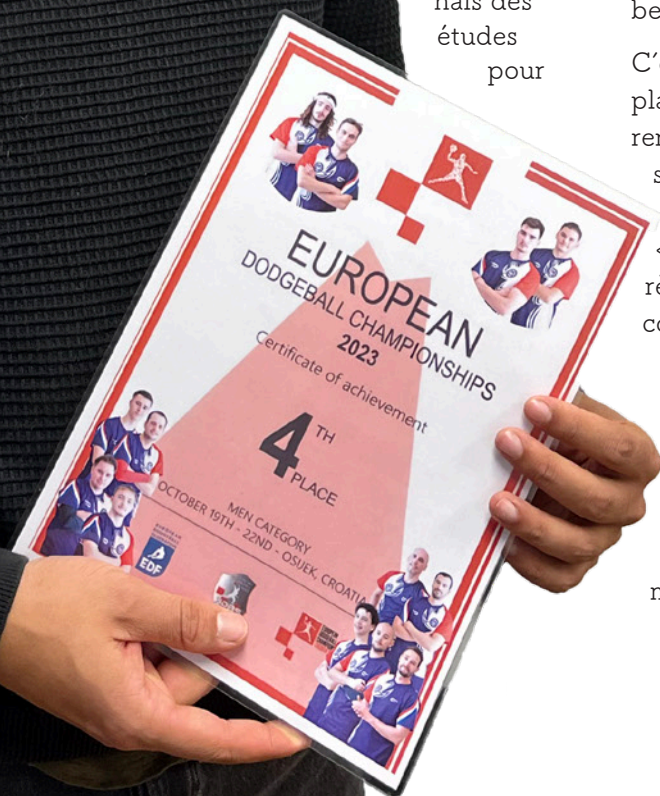 nais des
études
pour
be
C'
pla
re
co
EUROPEAN
DODGEBALL CHAMPIONSHIPS
2023
Certificate of achievement
4TH
PLACE
MEN CATEGORY
OCTOBER 19TH - 22ND - OSIJEK, CROATIA
EDF